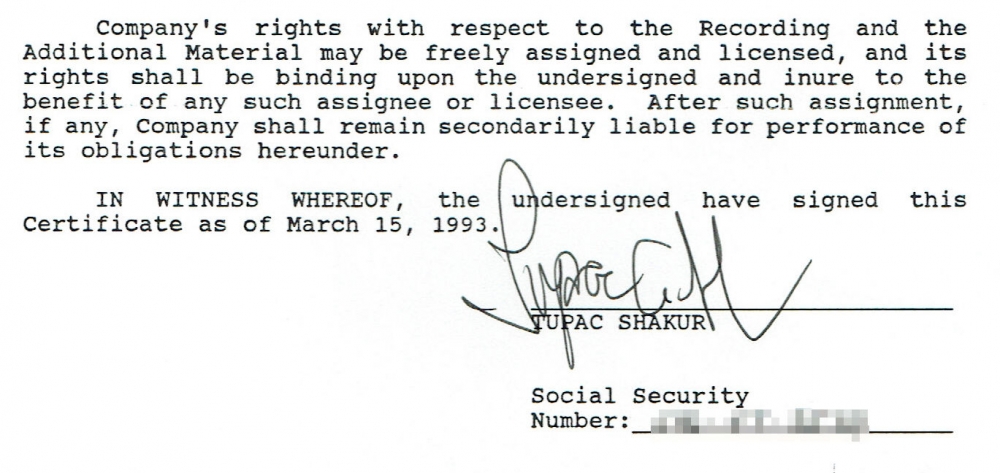 Company's rights with respect to the Recording and the
Additional Material may be freely assigned and licensed, and its
rights shall be binding upon the undersigned and inure to the
benefit of any such assignee or licensee. After such assignment,
if any, Company shall remain secondarily liable for performance of
its obligations hereunder.
IN WITNESS WHEREOF, the undersigned have signed this
Certificate as of March 15, 1993.
TUPAC SHAKUR
Social Security
Number: